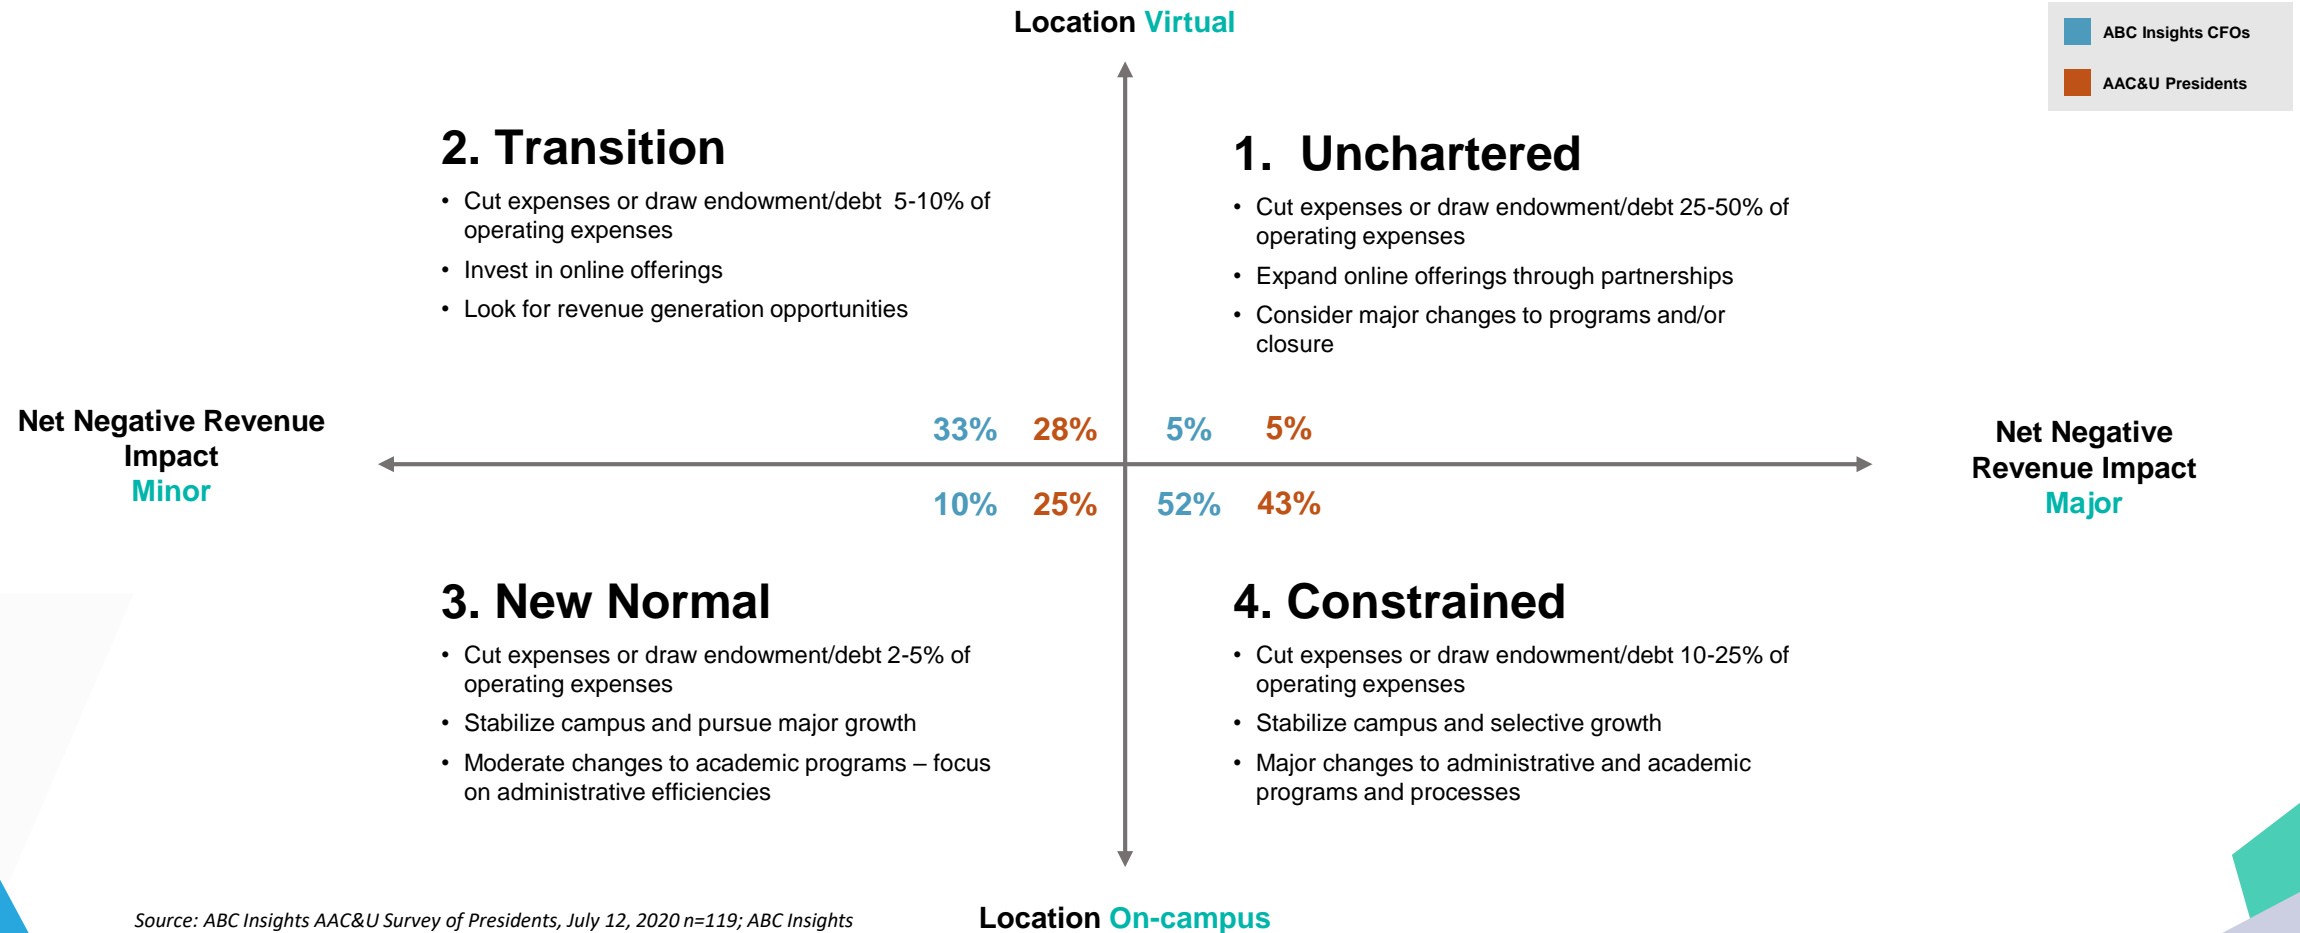 Location Virtual
ABC Insights CFOs
AAC&U Presidents
2. Transition
• Cut expenses or draw endowment/debt 5-10% of
operating expenses
• Invest in online offerings
• Look for revenue generation opportunities
1. Unchartered
• Cut expenses or draw endowment/debt 25-50% of
operating expenses
• Expand online offerings through partnerships
• Consider major changes to programs and/or
closure
Net Negative Revenue
Impact
Minor
33% 28% 5% 5%
10% 25% 52% 43%
Net Negative
Revenue Impact
Major
3. New Normal
• Cut expenses or draw endowment/debt 2-5% of
operating expenses
• Stabilize campus and pursue major growth
• Moderate changes to academic programs – focus
on administrative efficiencies
4. Constrained
• Cut expenses or draw endowment/debt 10-25% of
operating expenses
• Stabilize campus and selective growth
• Major changes to administrative and academic
programs and processes
Source: ABC Insights AAC&U Survey of Presidents, July 12, 2020 n=119; ABC Insights
Location On-campus